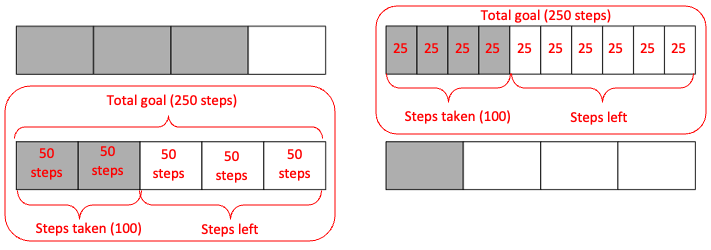 Total goal (250 steps)
50 steps 50 steps 50 steps 50 steps 50 steps
Steps taken (100) Steps left
Total goal (250 steps)
25 25 25 25 25 25 25 25 25 25
Steps taken (100) Steps left